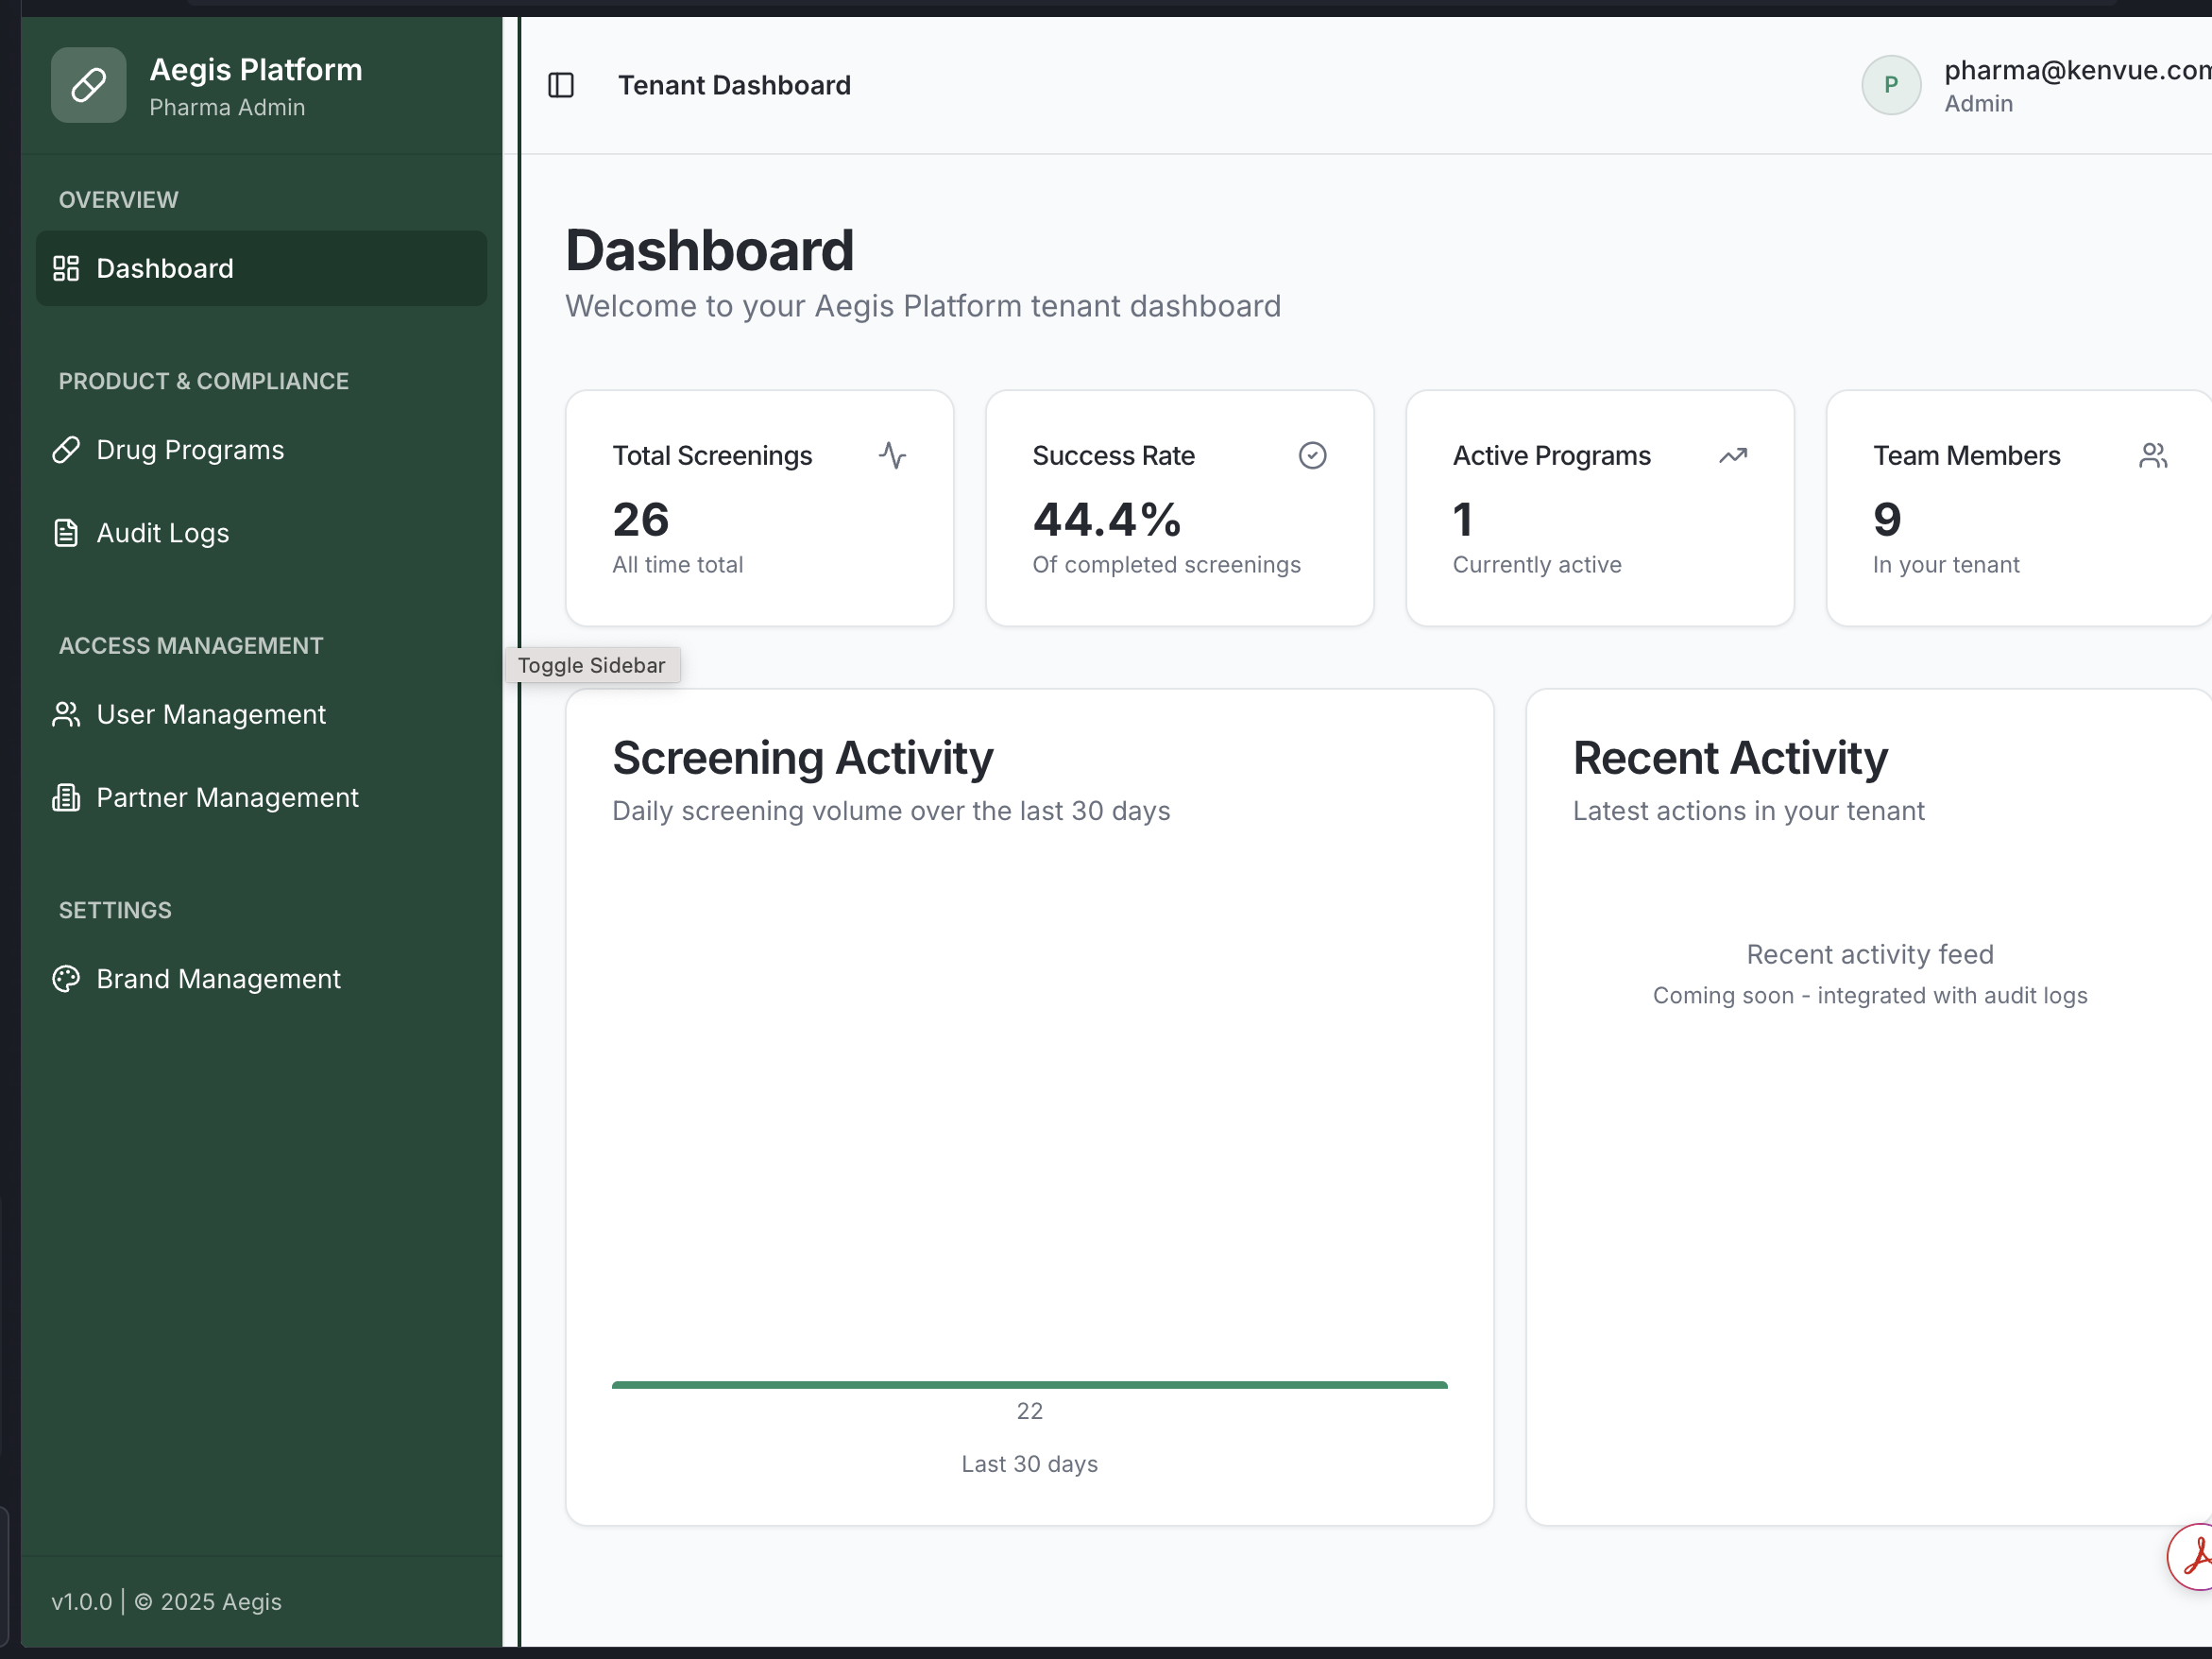 Aegis Platform
Pharma Admin
OVERVIEW
Dashboard
PRODUCT & COMPLIANCE
Drug Programs
Audit Logs
ACCESS MANAGEMENT
User Management
Partner Management
SETTINGS
Brand Management
v1.0.0 | © 2025 Aegis
Tenant Dashboard
P
pharma@kenvue.com
Admin
Dashboard
Welcome to your Aegis Platform tenant dashboard
Total Screenings
26
All time total
Success Rate
44.4%
Of completed screenings
Active Programs
1
Currently active
Team Members
9
In your tenant
Toggle Sidebar
Screening Activity
Daily screening volume over the last 30 days
22
Last 30 days
Recent Activity
Latest actions in your tenant
Recent activity feed
Coming soon - integrated with audit logs